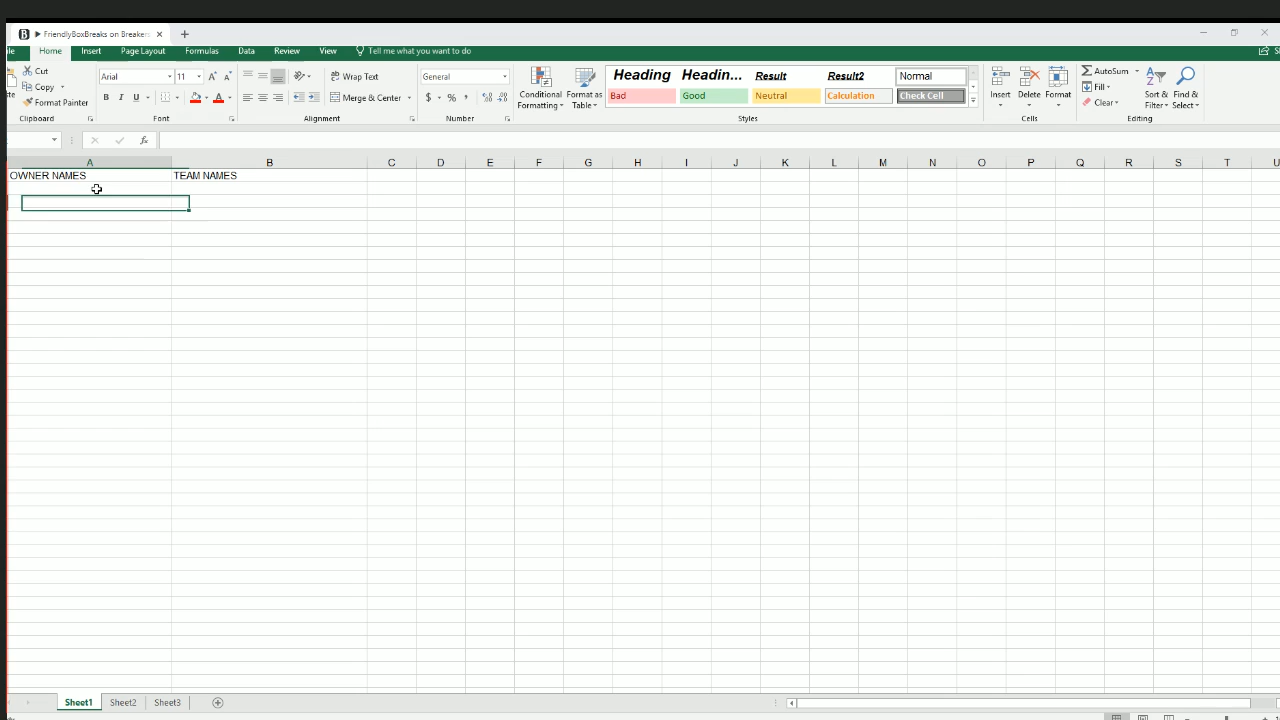 FriendlyBoxBreaks on Breakers
ile Home Insert Page Layout Formulas Data Review View Tell me what you want to do
Cut
Copy
Format Painter
Clipboard
Arial 11
B I U
Font
Wrap Text
Merge & Center
Alignment
General
$ % ,
Number
Conditional Formatting
Format as Table
Heading Headin... Result Result2 Normal
Bad Good Neutral Calculation Check Cell
Styles
Insert Delete Format
Cells
AutoSum
Fill
Clear
Sort & Filter
Find & Select
Editing
fx
A B C D E F G H I J K L M N O P Q R S T U
OWNER NAMES TEAM NAMES
Sheet1 Sheet2 Sheet3